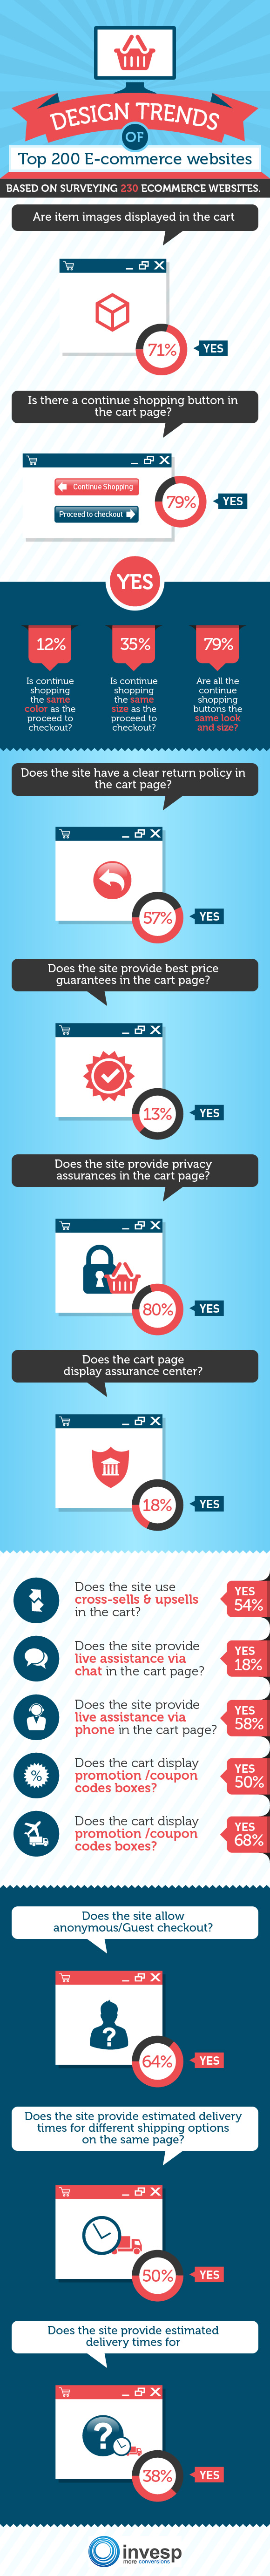 DESIGN TRENDS
OF
Top 200 E-commerce websites
BASED ON SURVEYING 230 ECOMMERCE WEBSITES.
Are item images displayed in the cart
71%
YES
Is there a continue shopping button in
the cart page?
Continue Shopping
Proceed to checkout
79%
YES
YES
12%
Is continue
shopping
the same
color as the
proceed to
checkout?
35%
Is continue
shopping
the same
size as the
proceed to
checkout?
79%
Are all the
continue
shopping
buttons the
same look
and size?
Does the site have a clear return policy in
the cart page?
57%
YES
Does the site provide best price
guarantees in the cart page?
13%
YES
Does the site provide privacy
assurances in the cart page?
80%
YES
Does the cart page
display assurance center?
18%
YES
Does the site use
cross-sells & upsells
in the cart?
YES
54%
Does the site provide
live assistance via
chat in the cart page?
YES
18%
Does the site provide
live assistance via
phone in the cart page?
YES
58%
%
Does the cart display
promotion/coupon
codes boxes?
YES
50%
Does the cart display
promotion /coupon
codes boxes?
YES
68%
Does the site allow
anonymous/Guest checkout?
?
64%
YES
Does the site provide estimated delivery
times for different shipping options
on the same page?
50%
YES
Does the site provide estimated
delivery times for
?
38%
YES
invesp
more conversions